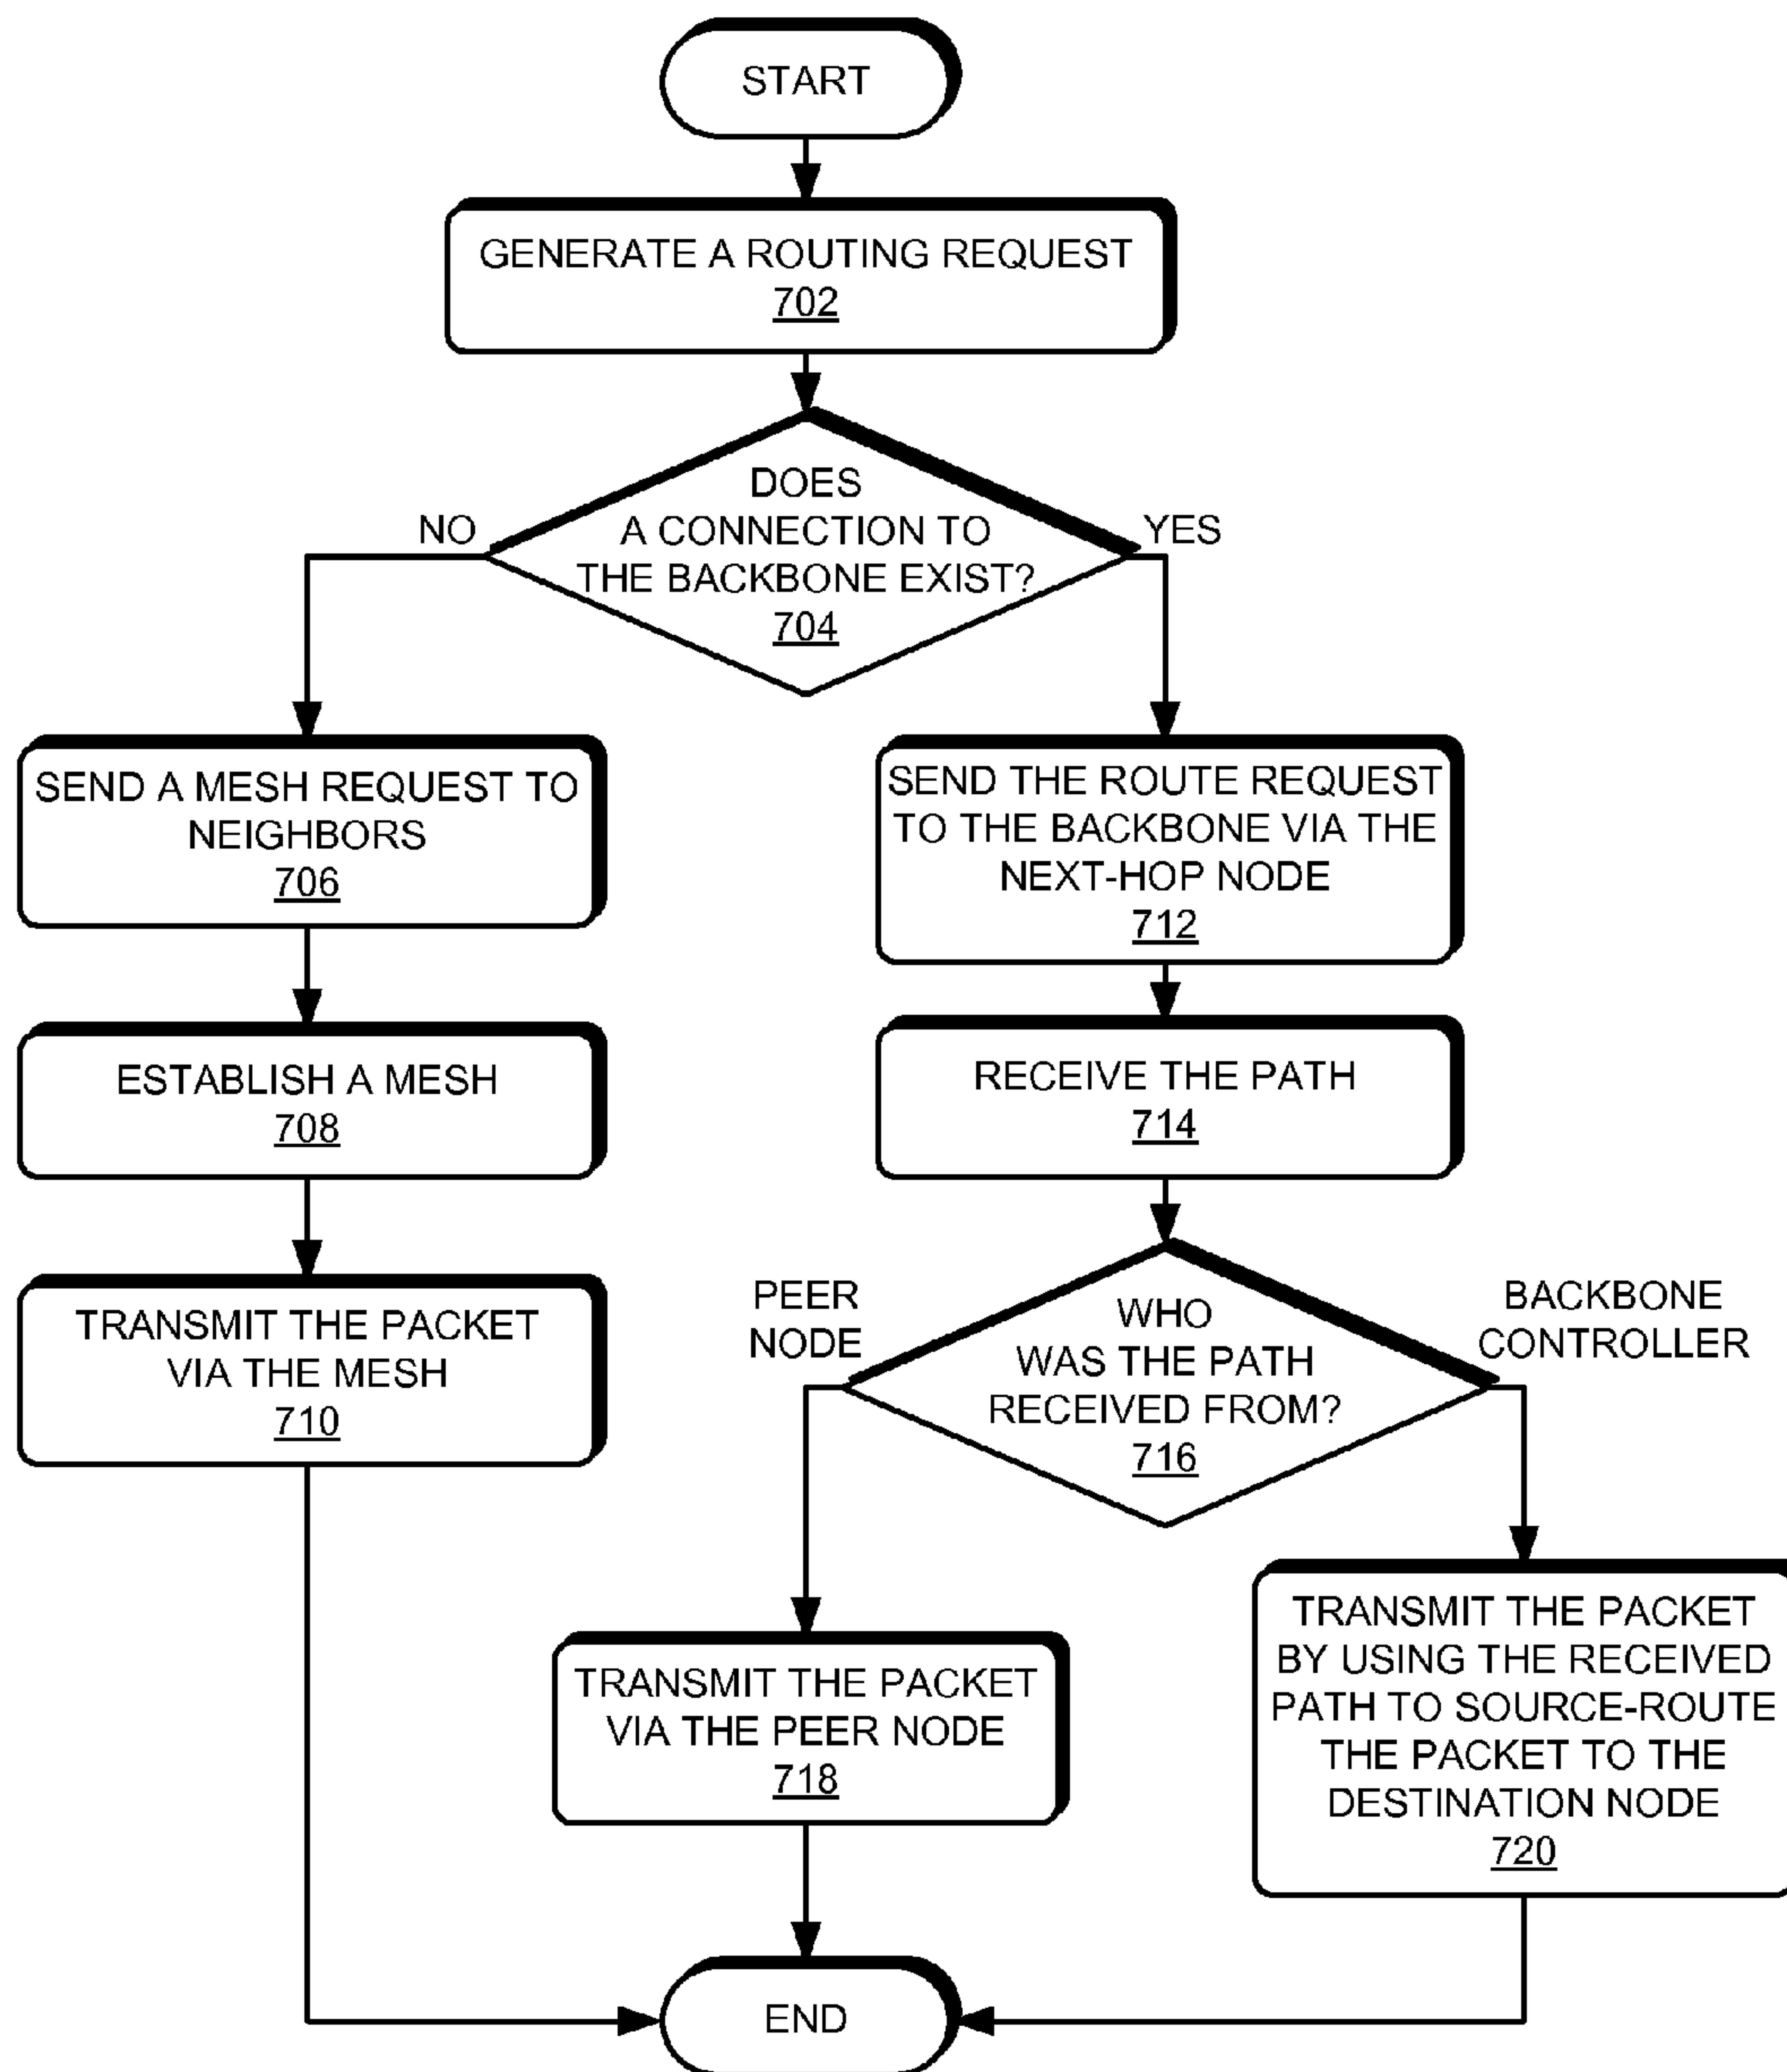 START
GENERATE A ROUTING REQUEST
702
DOES
A CONNECTION TO
THE BACKBONE EXIST?
704
NO
YES
SEND A MESH REQUEST TO
NEIGHBORS
706
SEND THE ROUTE REQUEST
TO THE BACKBONE VIA THE
NEXT-HOP NODE
712
ESTABLISH A MESH
708
RECEIVE THE PATH
714
TRANSMIT THE PACKET
VIA THE MESH
710
PEER
NODE
WHO
WAS THE PATH
RECEIVED FROM?
716
BACKBONE
CONTROLLER
TRANSMIT THE PACKET
VIA THE PEER NODE
718
TRANSMIT THE PACKET
BY USING THE RECEIVED
PATH TO SOURCE-ROUTE
THE PACKET TO THE
DESTINATION NODE
720
END